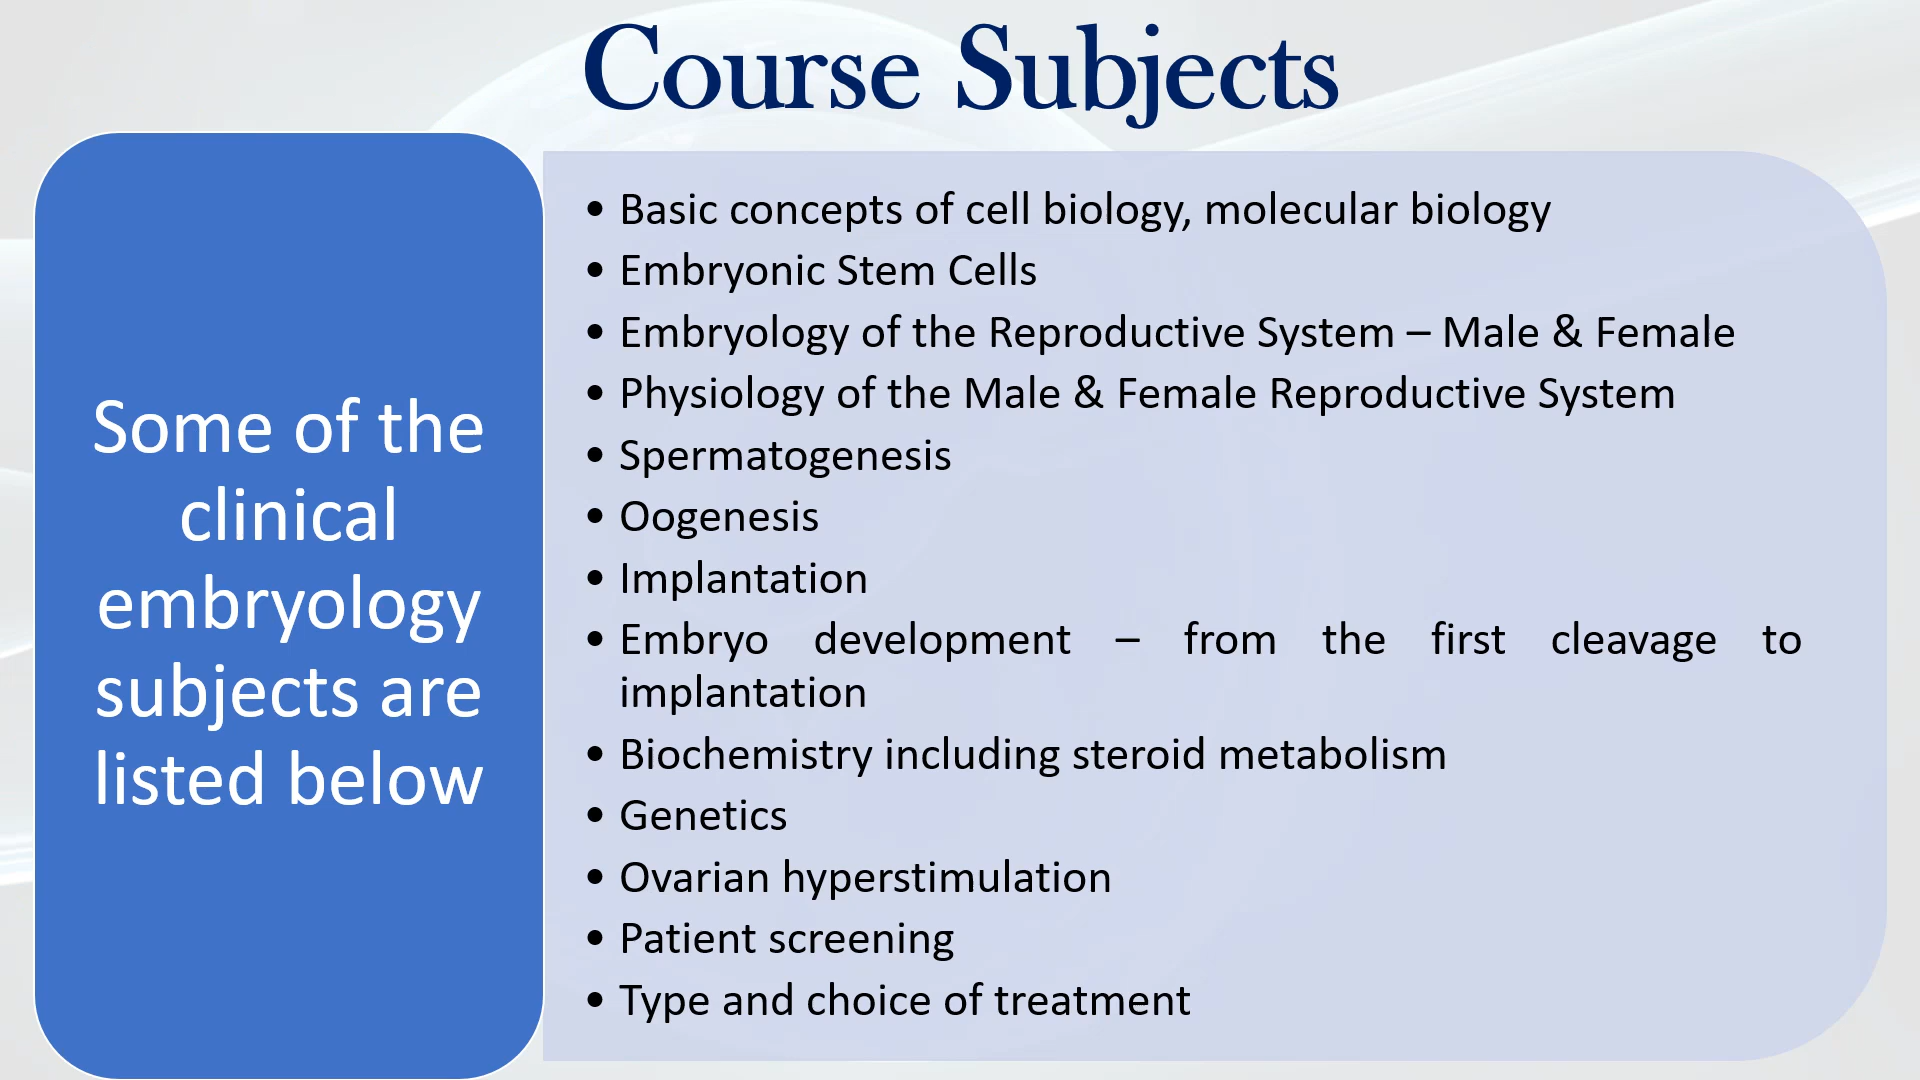 Course Subjects
Some of the
clinical
embryology
subjects are
listed below
• Basic concepts of cell biology, molecular biology
• Embryonic Stem Cells
• Embryology of the Reproductive System – Male & Female
• Physiology of the Male & Female Reproductive System
• Spermatogenesis
• Oogenesis
• Implantation
• Embryo development – from the first cleavage to
implantation
• Biochemistry including steroid metabolism
• Genetics
• Ovarian hyperstimulation
• Patient screening
• Type and choice of treatment